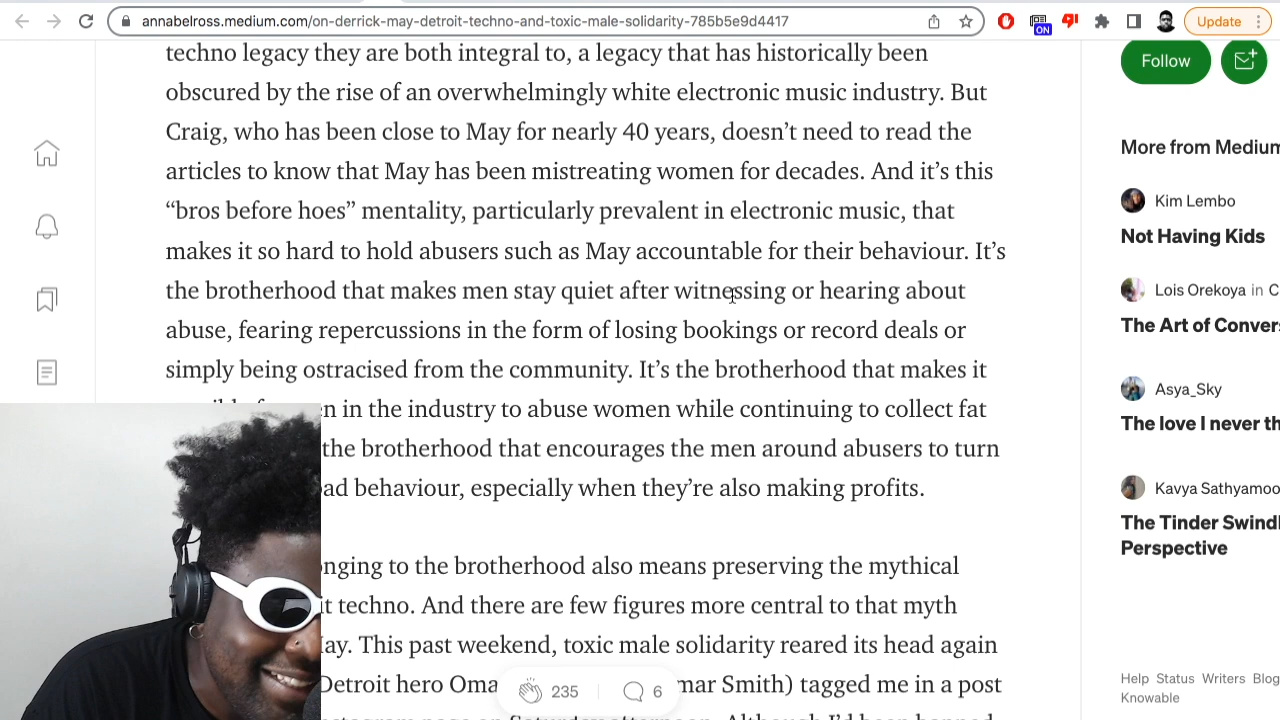 annabelross.medium.com/on-derrick-may-detroit-techno-and-toxic-male-solidarity-785b5e9d4417
ON
Update
techno legacy they are both integral to, a legacy that has historically been
obscured by the rise of an overwhelmingly white electronic music industry. But
Craig, who has been close to May for nearly 40 years, doesn’t need to read the
articles to know that May has been mistreating women for decades. And it’s this
“bros before hoes” mentality, particularly prevalent in electronic music, that
makes it so hard to hold abusers such as May accountable for their behaviour. It’s
the brotherhood that makes men stay quiet after witnessing or hearing about
abuse, fearing repercussions in the form of losing bookings or record deals or
simply being ostracised from the community. It’s the brotherhood that makes it
in the industry to abuse women while continuing to collect fat
the brotherhood that encourages the men around abusers to turn
behaviour, especially when they’re also making profits.
to the brotherhood also means preserving the mythical
techno. And there are few figures more central to that myth
This past weekend, toxic male solidarity reared its head again
Detroit hero Smith) tagged me in a post
235
6
Follow
More from Medium
Kim Lembo
Not Having Kids
Lois Orekoya in
The Art of
Asya_Sky
The love I never
Kavya
The Tinder
Perspective
Help Status Writers Blog
Knowable